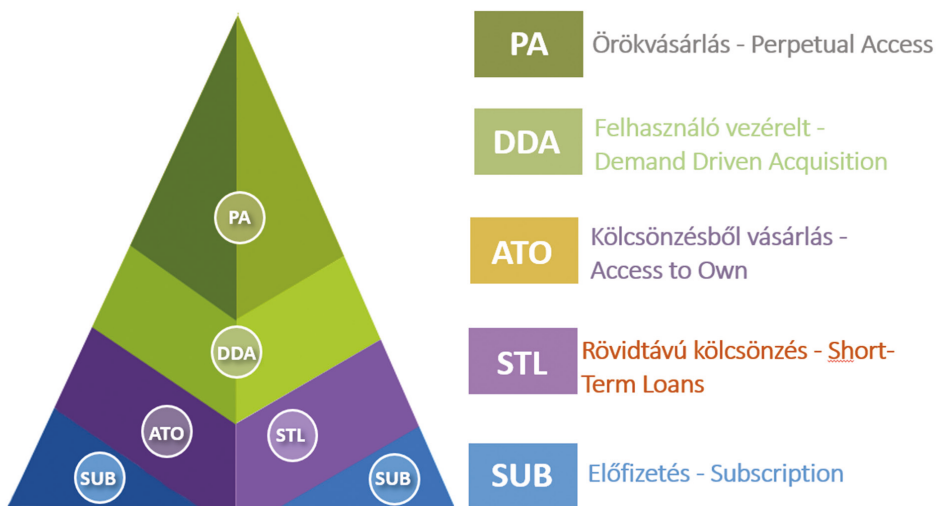 PA
DDA
ATO
STL
SUB
SUB
PA
Örökvásárlás - Perpetual Access
DDA
Felhasználó vezérelt -
Demand Driven Acquisition
ATO
Kölcsönzésből vásárlás -
Access to Own
STL
Rövidtávú kölcsönzés - Short-
Term Loans
SUB
Előfizetés - Subscription